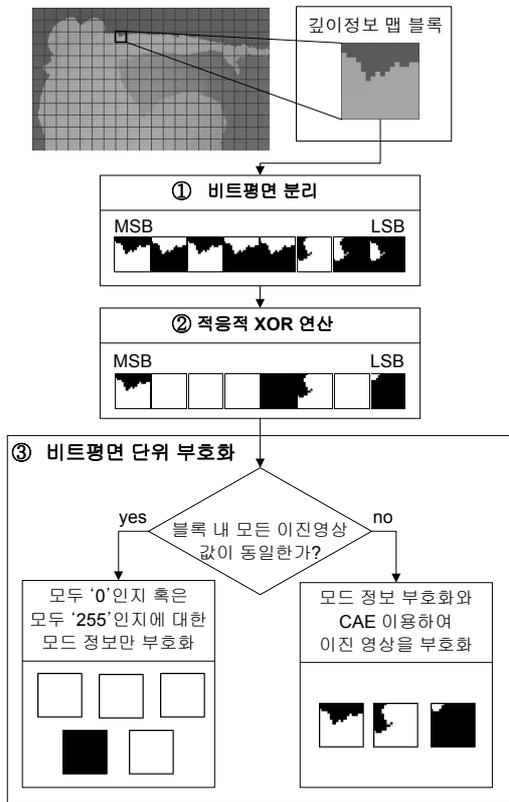 깊이정보 맵 블록
① 비트평면 분리
MSB LSB
② 적응적 XOR 연산
MSB LSB
③ 비트평면 단위 부호화
yes no
블록 내 모든 이진영상
값이 동일한가?
모두 ‘0’인지 혹은
모두 ‘255’인지에 대한
모드 정보만 부호화
모드 정보 부호화와
CAE 이용하여
이진 영상을 부호화